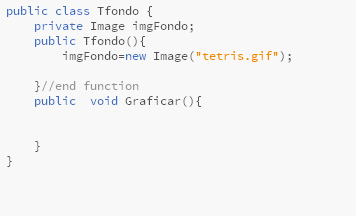 public class Tfondo {
    private Image imgFondo;
    public Tfondo(){
        imgFondo=new Image("tetris.gif");
    }//end function
    public  void Graficar(){
    }
}